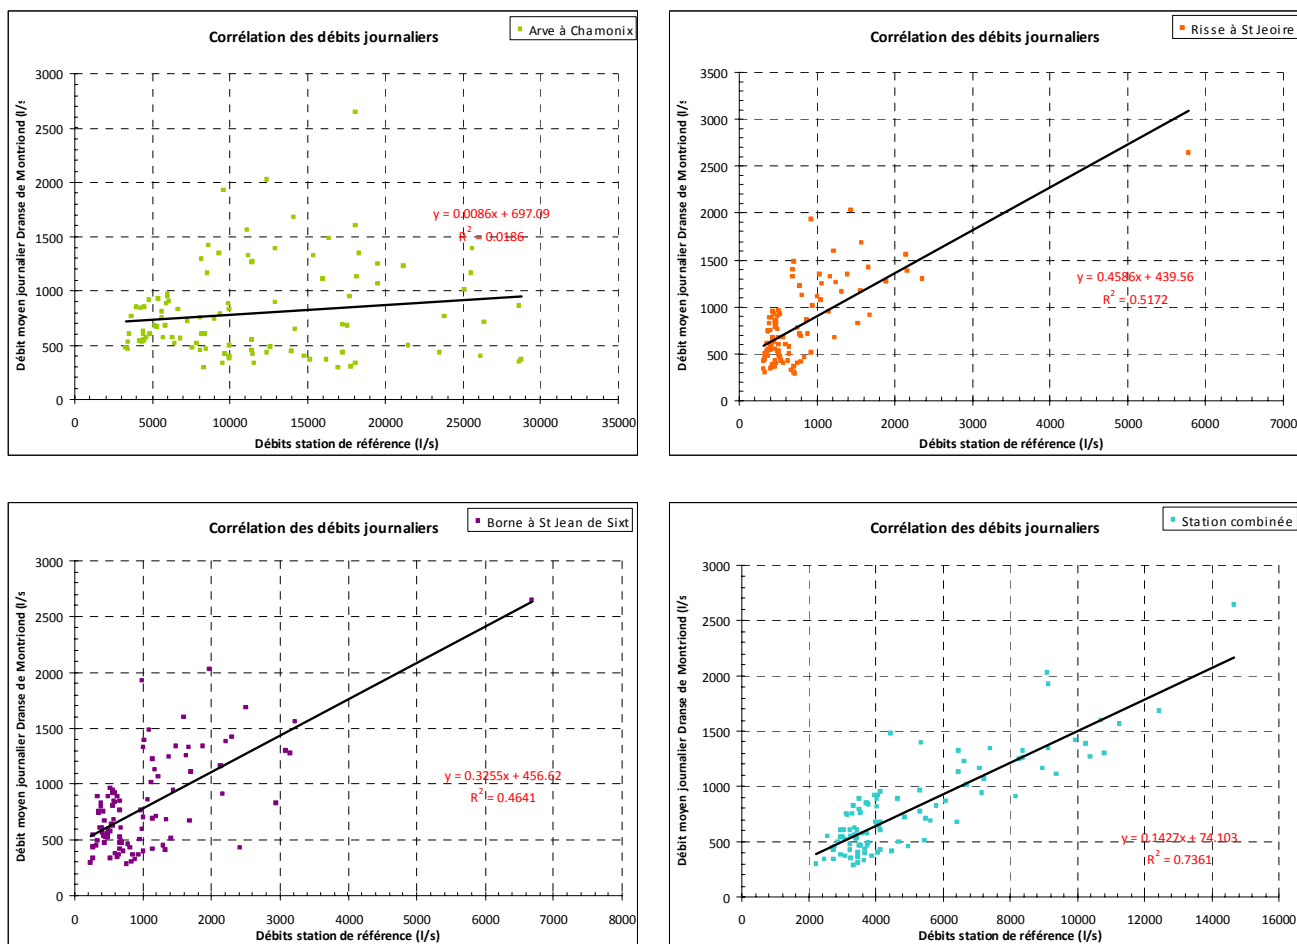 Corrélation des débits journaliers
Arve à Chamonix
Débit moyen journalier Dranse de Montriond (l/s
3000
2500
2000
1500
1000
500
0
y = 0.0086x + 697.09
R² = 0.0186
0 5000 10000 15000 20000 25000 30000 35000
Débits station de référence (l/s)
Corrélation des débits journaliers
Risse à St Jeoire
Débit moyen journalier Dranse de Montriond (l/s
3500
3000
2500
2000
1500
1000
500
0
y = 0.4586x + 439.56
R² = 0.5172
0 1000 2000 3000 4000 5000 6000 7000
Débits station de référence (l/s)
Corrélation des débits journaliers
Borne à St Jean de Sixt
Débit moyen journalier Dranse de Montriond (l/s
3000
2500
2000
1500
1000
500
0
y = 0.3255x + 456.62
R² = 0.4641
0 1000 2000 3000 4000 5000 6000 7000 8000
Débits station de référence (l/s)
Corrélation des débits journaliers
Station combinée
Débit moyen journalier Dranse de Montriond (l/s
3000
2500
2000
1500
1000
500
0
y = 0.1427x + 74.103
R² = 0.7361
0 2000 4000 6000 8000 10000 12000 14000 16000
Débits station de référence (l/s)